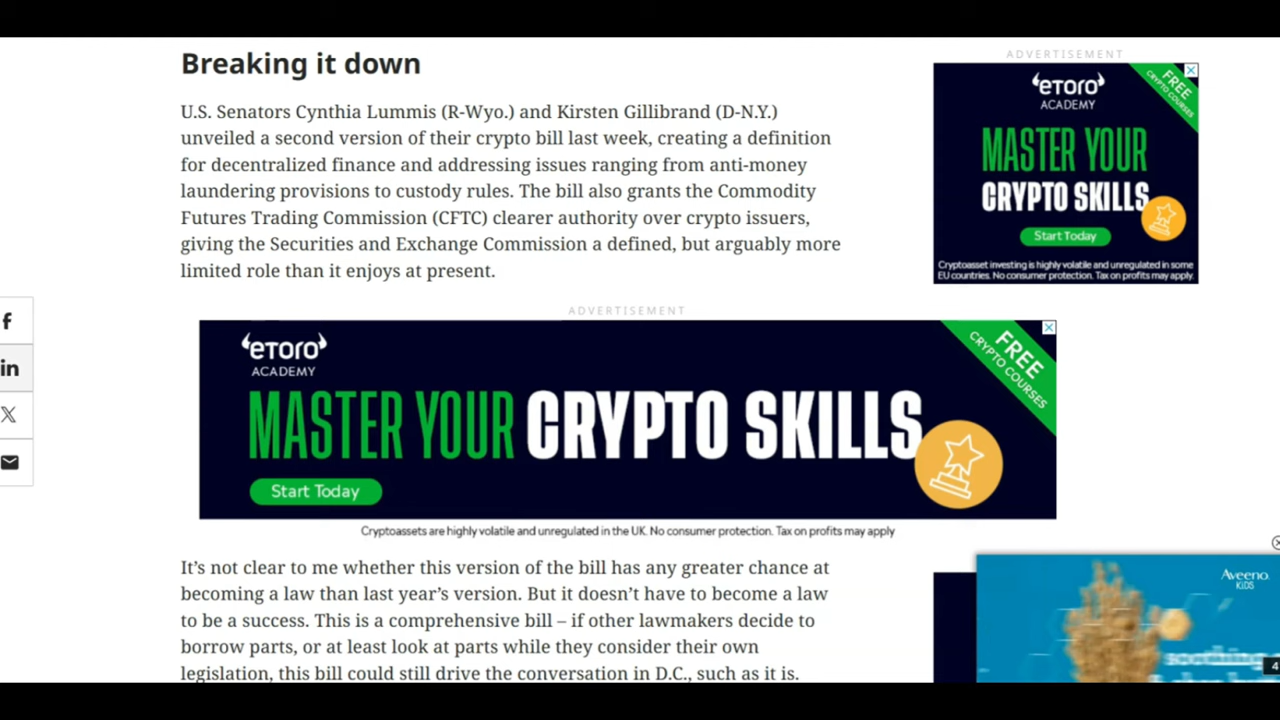 Breaking it down
U.S. Senators Cynthia Lummis (R-Wyo.) and Kirsten Gillibrand (D-N.Y.)
unveiled a second version of their crypto bill last week, creating a definition
for decentralized finance and addressing issues ranging from anti-money
laundering provisions to custody rules. The bill also grants the Commodity
Futures Trading Commission (CFTC) clearer authority over crypto issuers,
giving the Securities and Exchange Commission a defined, but arguably more
limited role than it enjoys at present.
ADVERTISEMENT
eTORO
ACADEMY
FREE
CRYPTO COURSES
MASTER YOUR
CRYPTO SKILLS
Start Today
Cryptoasset investing is highly volatile and unregulated in some
EU countries. No consumer protection. Tax on profits may apply.
ADVERTISEMENT
eTORO
ACADEMY
FREE
CRYPTO COURSES
MASTER YOUR CRYPTO SKILLS
Start Today
Cryptoassets are highly volatile and unregulated in the UK. No consumer protection. Tax on profits may apply
f
in
X
It's not clear to me whether this version of the bill has any greater chance at
becoming a law than last year's version. But it doesn't have to become a law
to be a success. This is a comprehensive bill – if other lawmakers decide to
borrow parts, or at least look at parts while they consider their own
legislation, this bill could still drive the conversation in D.C., such as it is.
Aveeno
KIDS
4